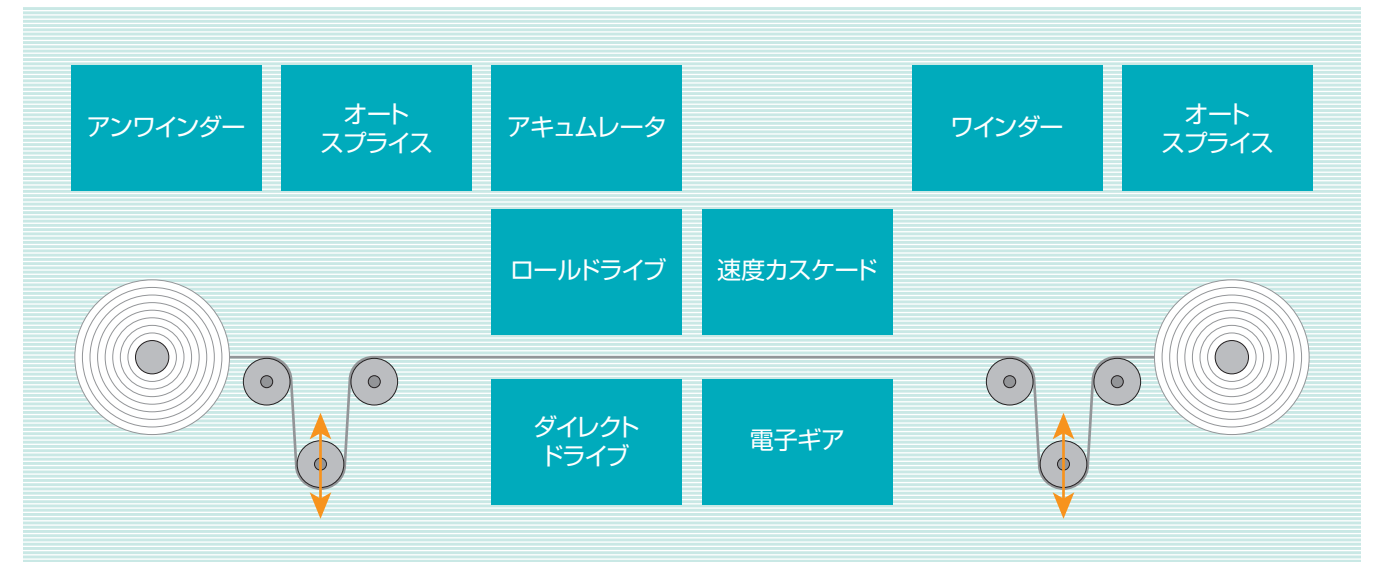 アンワインダー
オート
スプライス
アキュムレータ
ワインダー
オート
スプライス
ロールドライブ
速度カスケード
ダイレクト
ドライブ
電子ギア